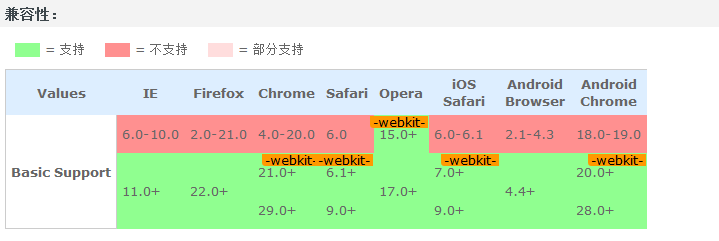 兼容性：
= 支持 = 不支持 = 部分支持
Values IE Firefox Chrome Safari Opera iOS Safari Android Browser Android Chrome
-webkit-
6.0-10.0 2.0-21.0 4.0-20.0 6.0 15.0+ 6.0-6.1 2.1-4.3 18.0-19.0
-webkit- -webkit- -webkit- -webkit-
21.0+ 6.1+ 7.0+ 20.0+
Basic Support 11.0+ 22.0+ 17.0+ 4.4+
29.0+ 9.0+ 9.0+ 28.0+